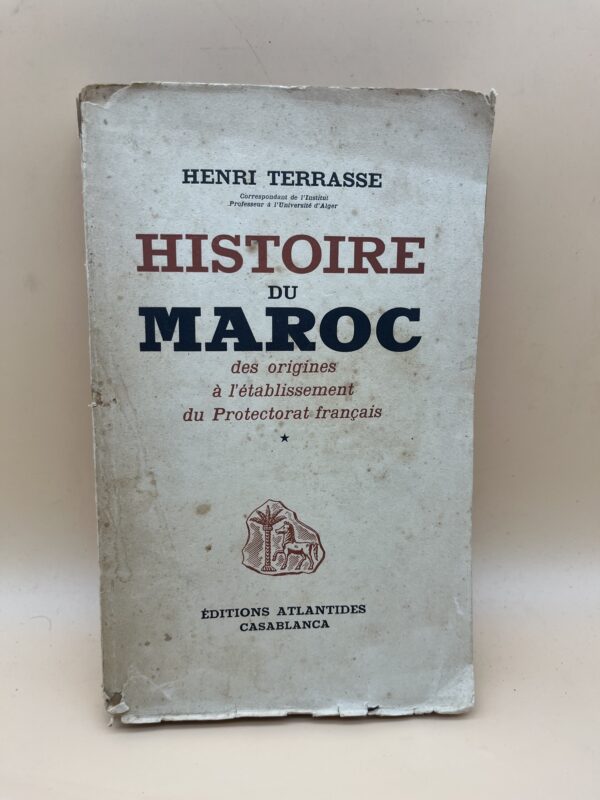 HENRI TERRASSE
Correspondant de l'Institut
Professeur à l'Université d'Alger
HISTOIRE
DU
MAROC
des origines
à l'établissement
du Protectorat français
★
ÉDITIONS ATLANTIDES
CASABLANCA